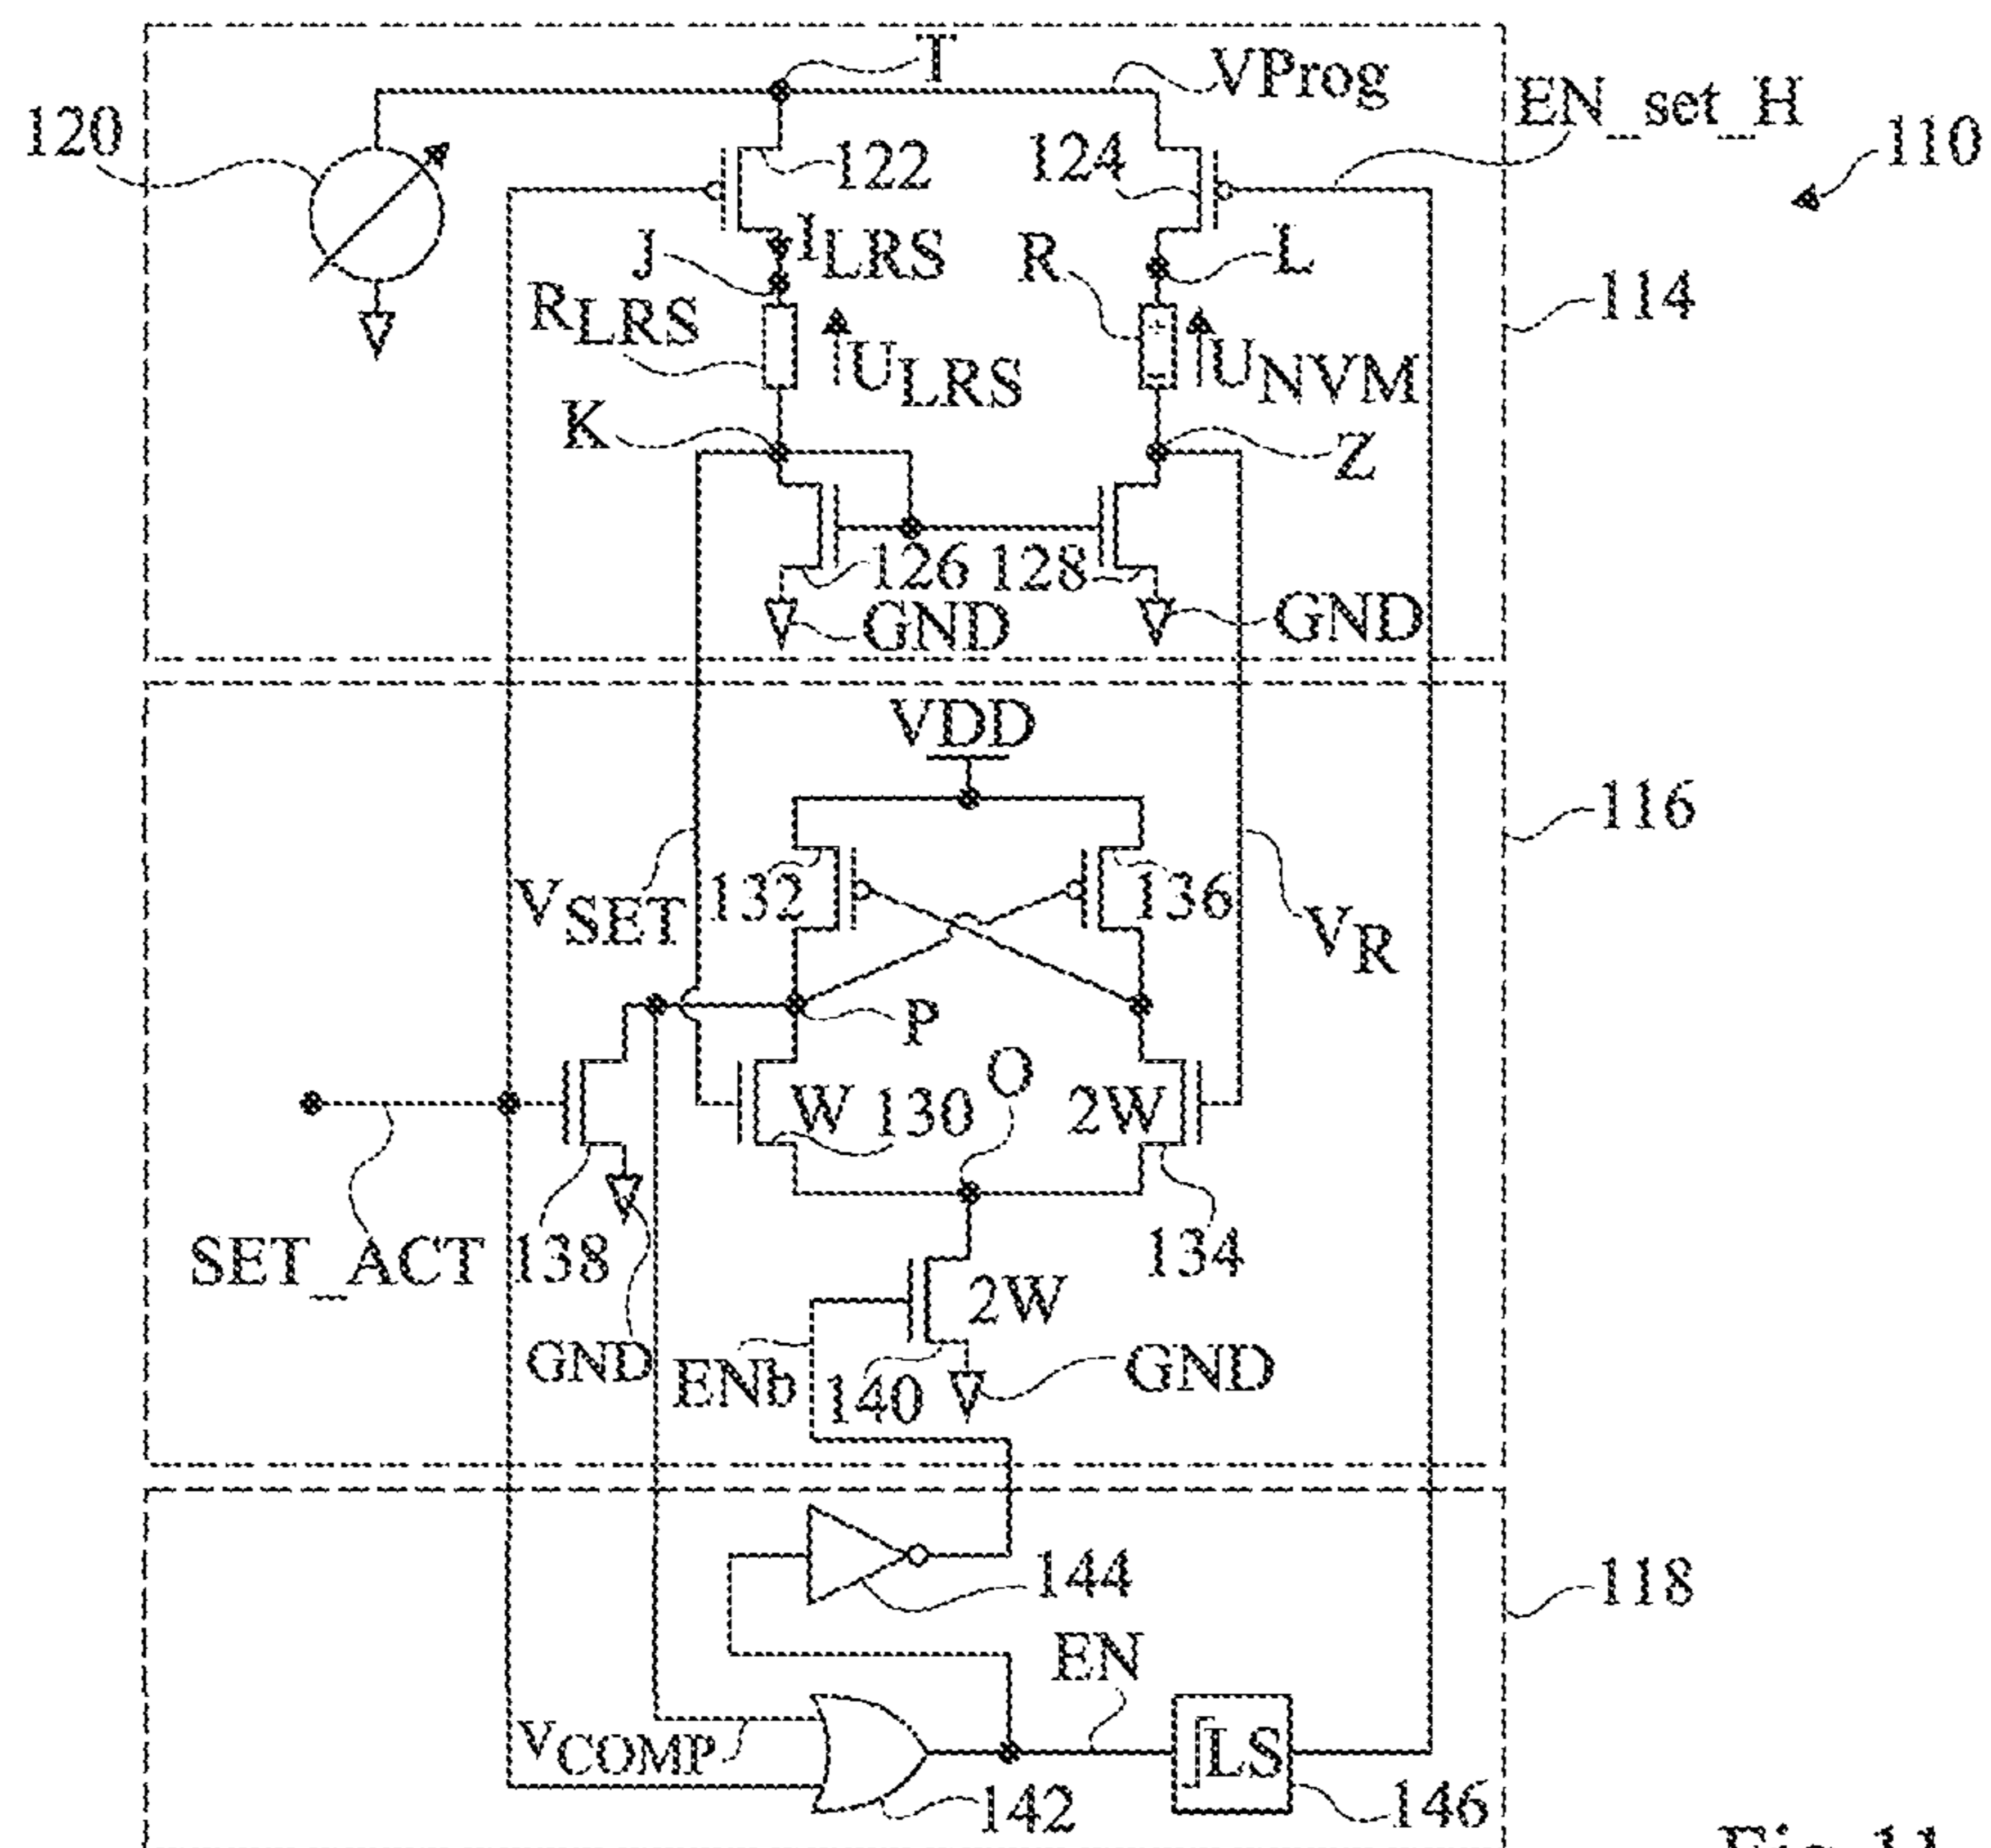 T
VProg
EN_set_H
120
122
124
110
J
ILRS
R
L
114
RLRS
ULRS
UNVM
K
Z
126
128
GND
GND
VDD
116
VSET
132
136
VR
P
O
W
130
2W
SET_ACT
138
134
2W
GND
ENb
140
GND
144
118
EN
VCOMP
LS
142
146